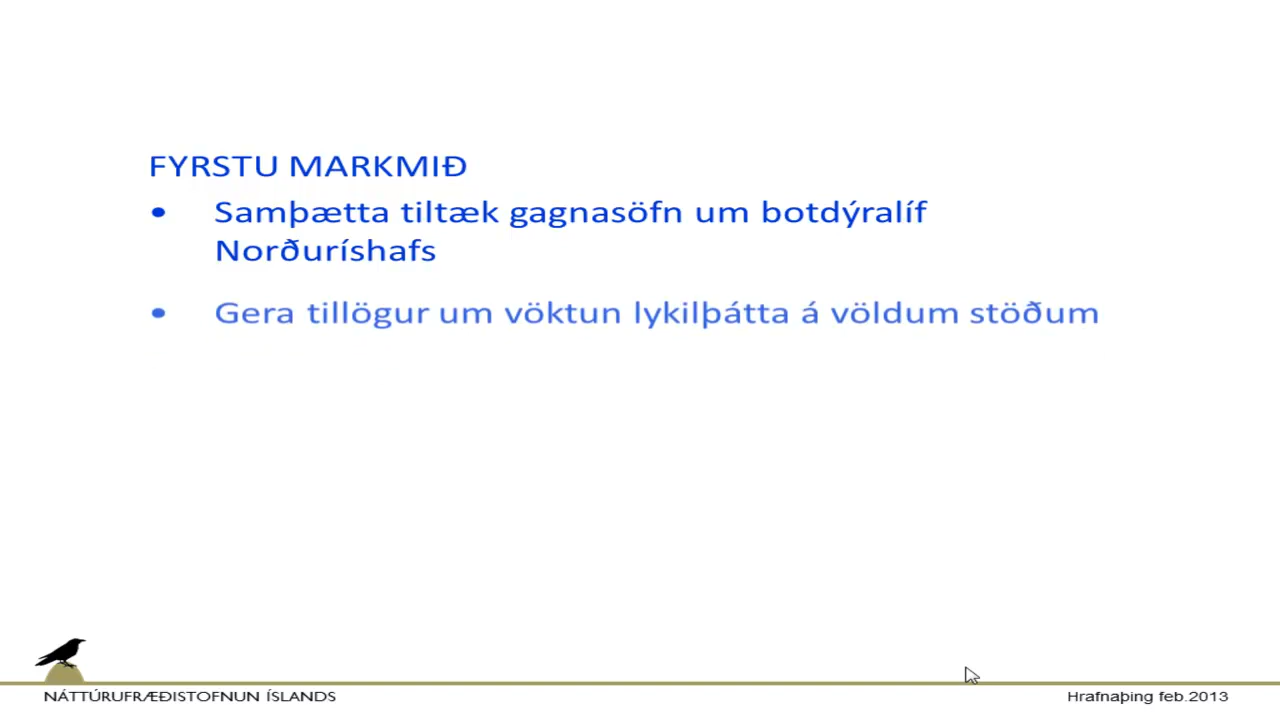 FYRSTU MARKMIÐ
• Samþætta tiltæk gagnasöfn um botdýralíf
Norðuríshafs
• Gera tillögur um vöktun lykilþátta á völdum stöðum
NÁTTÚRUFRÆÐISTOFNUN ÍSLANDS
Hrafnaþing feb.2013